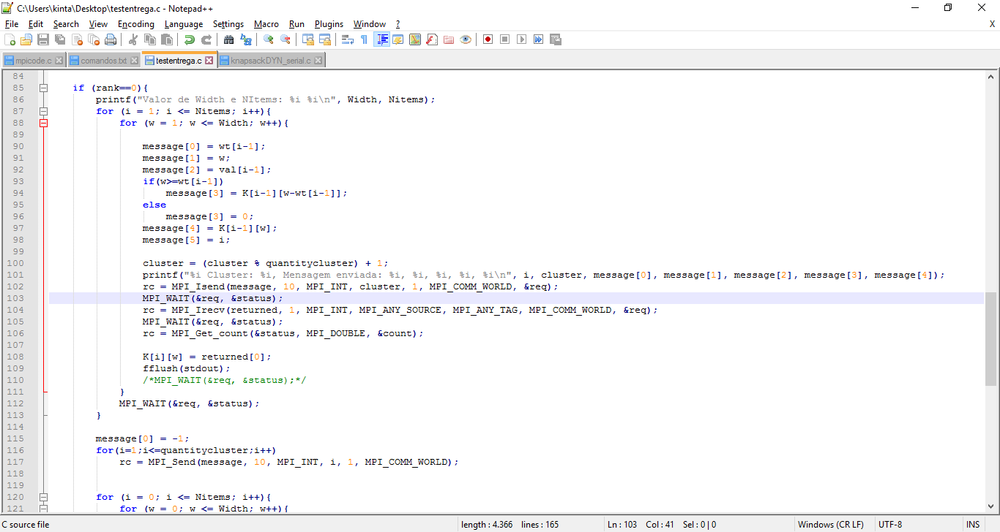 C:\Users\kinta\Desktop\testentrega.c - Notepad++
File Edit Search View Encoding Language Settings Macro Run Plugins Window ? X
mpicode.c comandos.txt testentrega.c knapsackDYN_serial.c
84
85 if (rank==0){
86 printf("Valor de Width e NItems: %i %i\n", Width, Nitems);
87 for (i = 1; i <= Nitems; i++){
88 for (w = 1; w <= Width; w++){
89
90 message[0] = wt[i-1];
91 message[1] = w;
92 message[2] = val[i-1];
93 if(w>=wt[i-1])
94 message[3] = K[i-1][w-wt[i-1]];
95 else
96 message[3] = 0;
97 message[4] = K[i-1][w];
98 message[5] = i;
99
100 cluster = (cluster % quantitycluster) + 1;
101 printf("%i Cluster: %i, Mensagem enviada: %i, %i, %i, %i, %i\n", i, cluster, message[0], message[1], message[2], message[3], message[4]);
102 rc = MPI_Isend(message, 10, MPI_INT, cluster, 1, MPI_COMM_WORLD, &req);
103 MPI_WAIT(&req, &status);
104 rc = MPI_Irecv(returned, 1, MPI_INT, MPI_ANY_SOURCE, MPI_ANY_TAG, MPI_COMM_WORLD, &req);
105 MPI_WAIT(&req, &status);
106 rc = MPI_Get_count(&status, MPI_DOUBLE, &count);
107
108 K[i][w] = returned[0];
109 fflush(stdout);
110 /*MPI_WAIT(&req, &status);*/
111 }
112 MPI_WAIT(&req, &status);
113 }
114
115 message[0] = -1;
116 for(i=1;i<=quantitycluster;i++)
117 rc = MPI_Send(message, 10, MPI_INT, i, 1, MPI_COMM_WORLD);
118
119
120 for (i = 0; i <= Nitems; i++){
121 for (w = 0; w <= Width; w++){
C source file length : 4.366 lines : 165 Ln : 103 Col : 41 Sel : 0 | 0 Windows (CR LF) UTF-8 INS